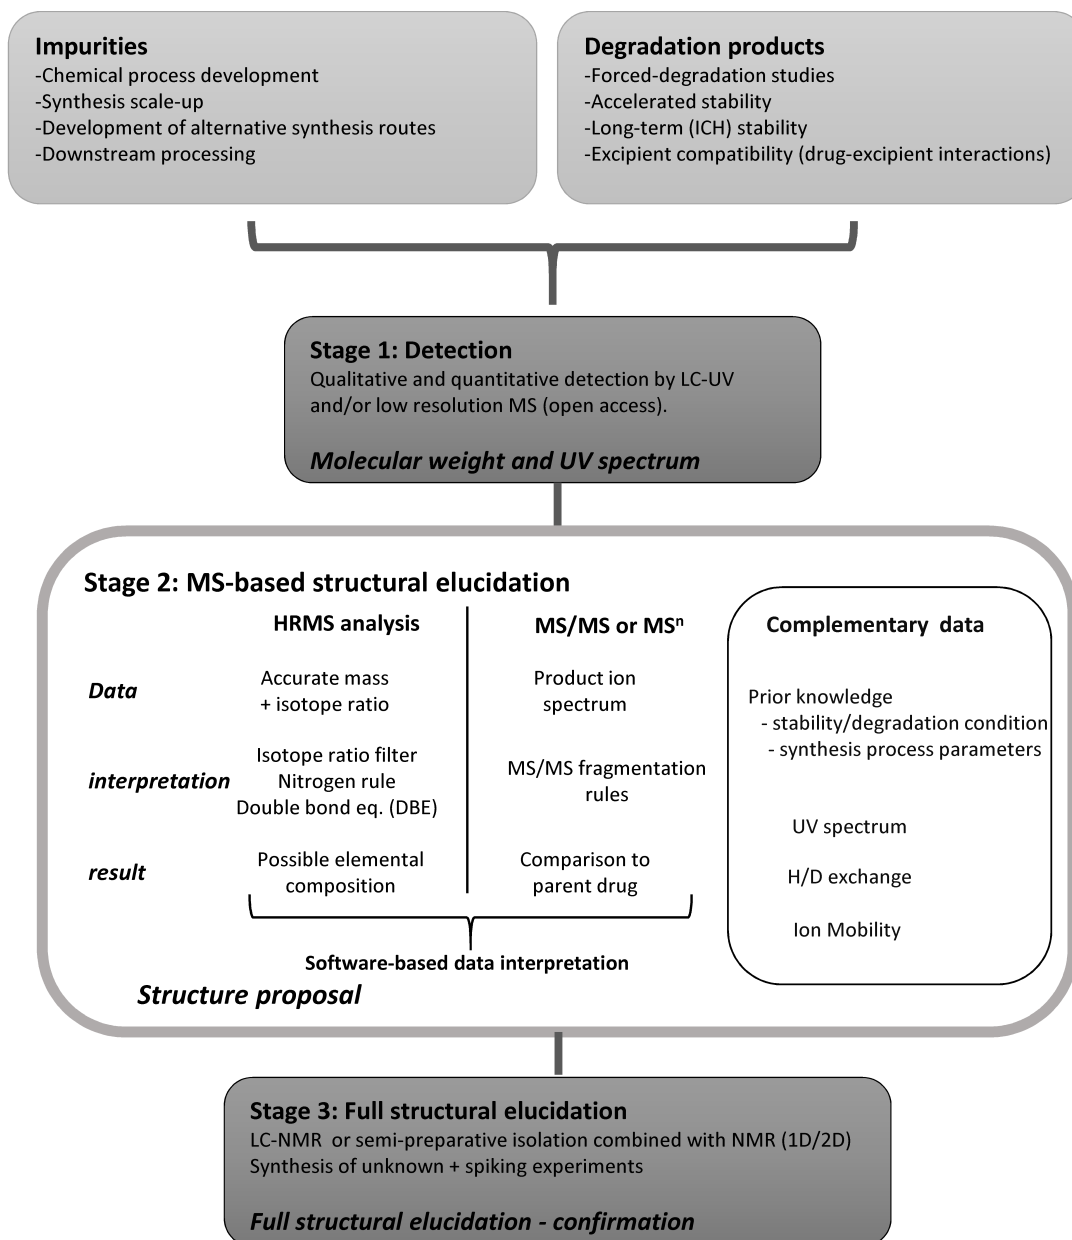 Impurities
-Chemical process development
-Synthesis scale-up
-Development of alternative synthesis routes
-Downstream processing
Degradation products
-Forced-degradation studies
-Accelerated stability
-Long-term (ICH) stability
-Excipient compatibility (drug-excipient interactions)
Stage 1: Detection
Qualitative and quantitative detection by LC-UV
and/or low resolution MS (open access).
Molecular weight and UV spectrum
Stage 2: MS-based structural elucidation
HRMS analysis
MS/MS or MSⁿ
Data
Accurate mass
+ isotope ratio
Product ion
spectrum
interpretation
Isotope ratio filter
Nitrogen rule
Double bond eq. (DBE)
MS/MS fragmentation
rules
result
Possible elemental
composition
Comparison to
parent drug
Software-based data interpretation
Structure proposal
Complementary data
Prior knowledge
- stability/degradation condition
- synthesis process parameters
UV spectrum
H/D exchange
Ion Mobility
Stage 3: Full structural elucidation
LC-NMR or semi-preparative isolation combined with NMR (1D/2D)
Synthesis of unknown + spiking experiments
Full structural elucidation - confirmation